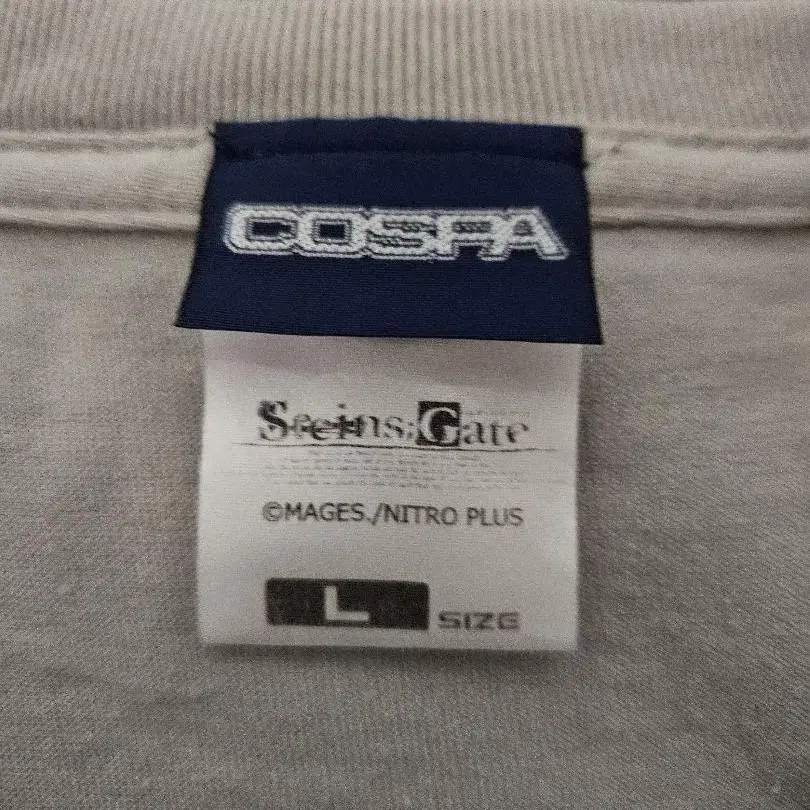 COSPA
Steins;Gate
©MAGES./NITRO PLUS
L SIZE